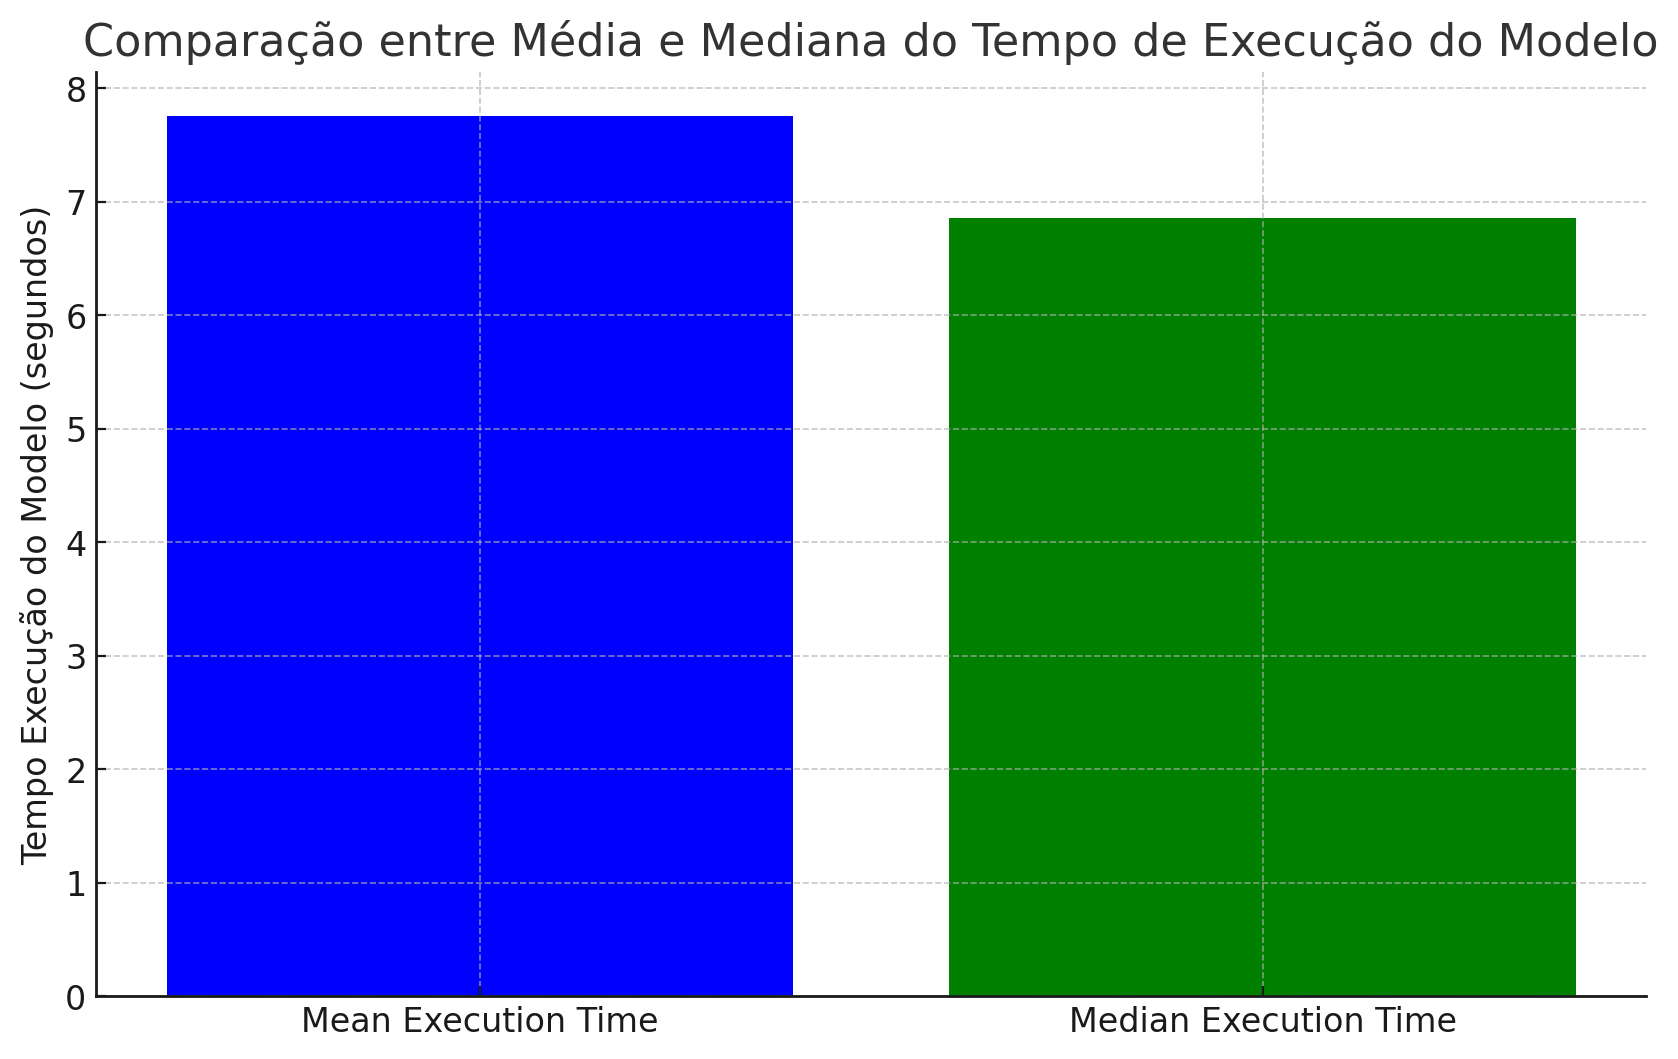 Comparação entre Média e Mediana do Tempo de Execução do Modelo
Tempo Execução do Modelo (segundos)
8
7
6
5
4
3
2
1
0
Mean Execution Time
Median Execution Time